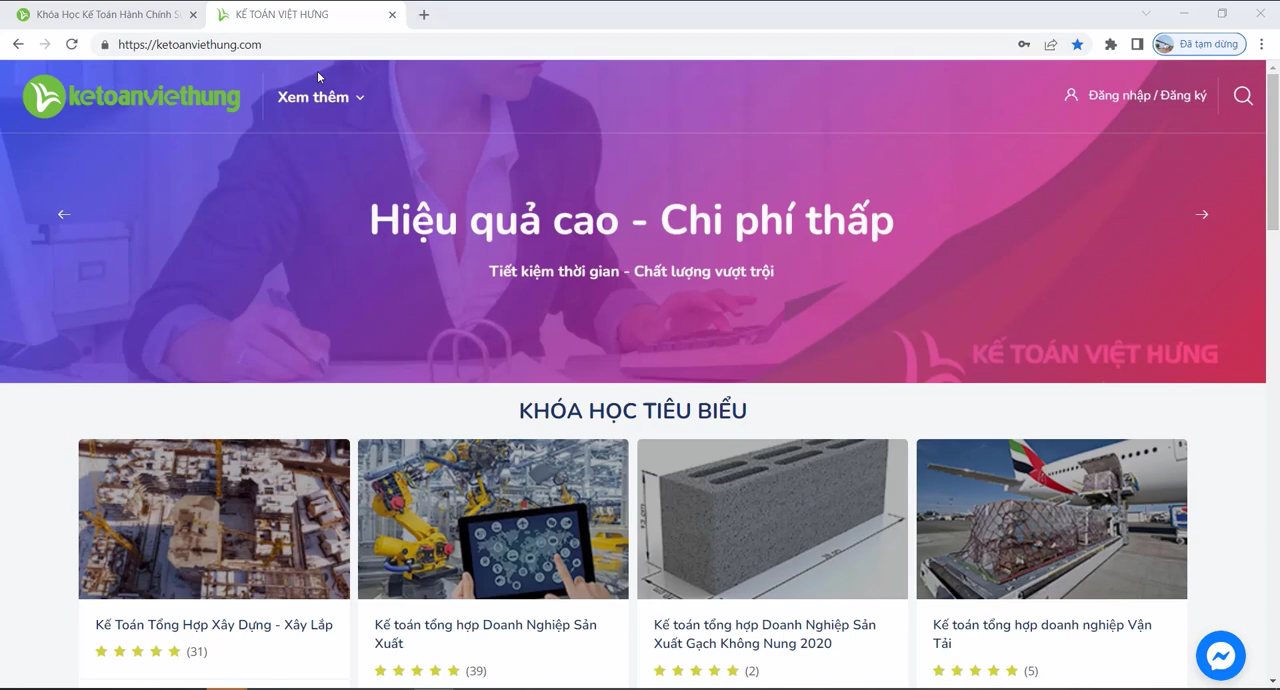 Khóa Học Kế Toán Hành Chính S
KẾ TOÁN VIỆT HƯNG
https://ketoanviethung.com
Đã tạm dừng
ketoanviethung
Xem thêm
Đăng nhập / Đăng ký
Hiệu quả cao - Chi phí thấp
Tiết kiệm thời gian - Chất lượng vượt trội
KẾ TOÁN VIỆT HƯNG
KHÓA HỌC TIÊU BIỂU
Kế Toán Tổng Hợp Xây Dựng - Xây Lắp
(31)
Kế toán tổng hợp Doanh Nghiệp Sản
Xuất
(39)
Kế toán tổng hợp Doanh Nghiệp Sản
Xuất Gạch Không Nung 2020
(2)
Kế toán tổng hợp doanh nghiệp Vận
Tải
(5)